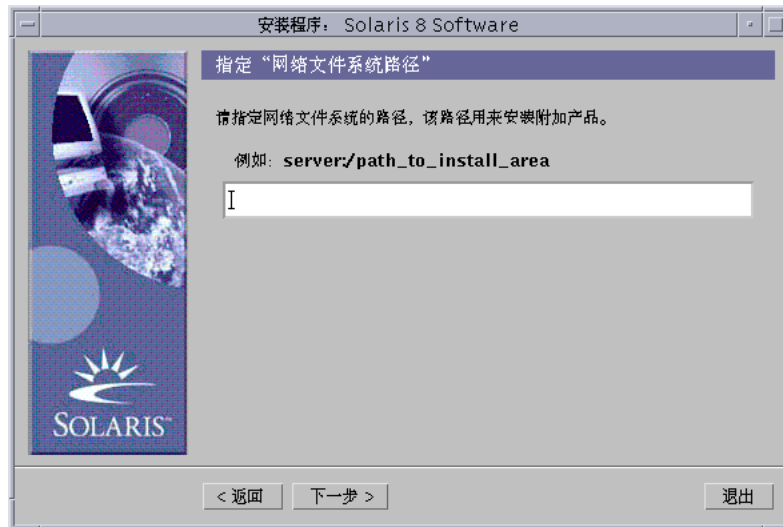 安装程序： Solaris 8 Software
指定“网络文件系统路径”
请指定网络文件系统的路径，该路径用来安装附加产品。
例如: server:/path_to_install_area
SOLARIS™
< 返回
下一步 >
退出